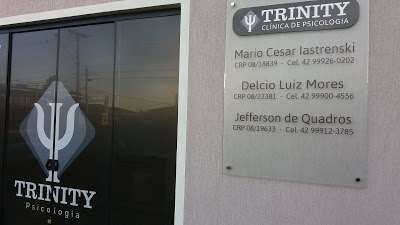 TRINITY
CLÍNICA DE PSICOLOGIA
Mario Cesar Iastrenski
CRP 08/18839 - Cel. 42 99926-0202
Delcio Luiz Mores
CRP 08/22381 - Cel. 42 99900-4556
Jefferson de Quadros
CRP 08/19633 - Cel. 42 99912-3785
TRINITY
Psicologia